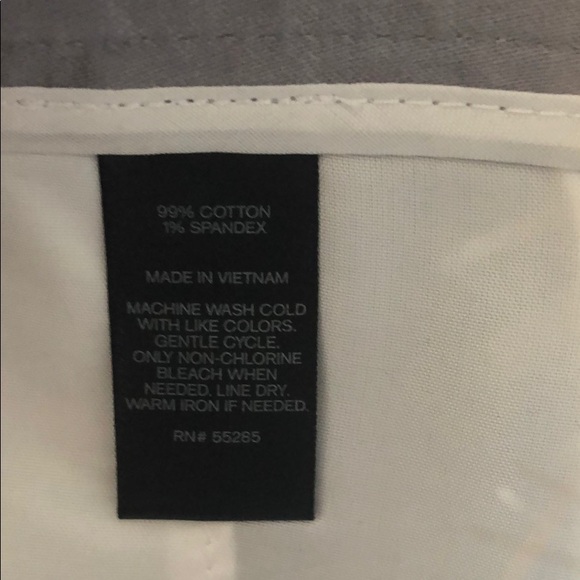 99% COTTON
1% SPANDEX
MADE IN VIETNAM
MACHINE WASH COLD
WITH LIKE COLORS.
GENTLE CYCLE.
ONLY NON-CHLORINE
BLEACH WHEN
NEEDED. LINE DRY.
WARM IRON IF NEEDED.
RN# 55285